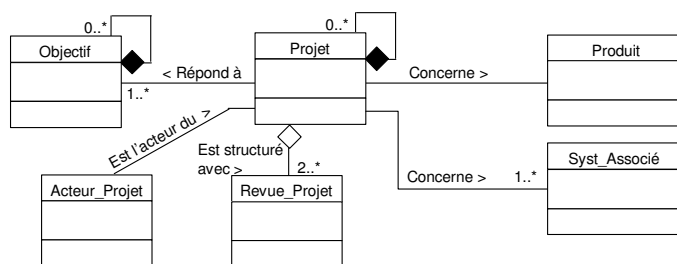 0..*
0..*
Objectif
Projet
Produit
< Répond à
Concerne >
1..*
Est l'acteur du >
Est structuré
avec >
2..*
Syst_Associé
Concerne >
1..*
Acteur_Projet
Revue_Projet